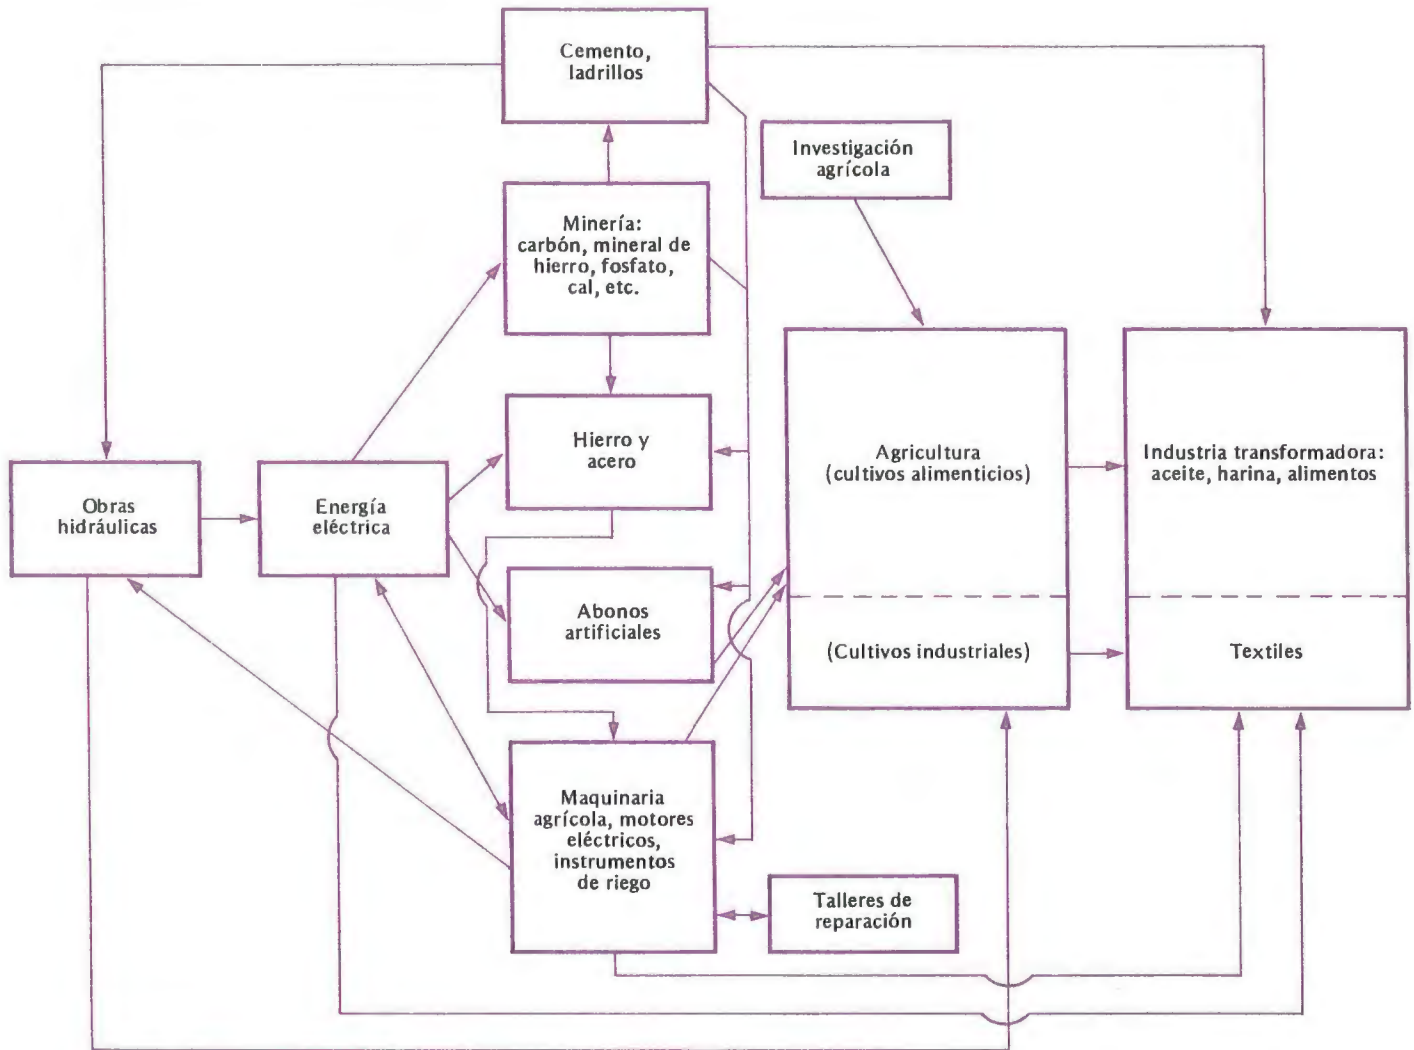 Cemento,
ladrillos
Investigación
agrícola
Minería:
carbón, mineral de
hierro, fosfato,
cal, etc.
Hierro y
acero
Agricultura
(cultivos alimenticios)
Industria transformadora:
aceite, harina, alimentos
Obras
hidráulicas
Energía
eléctrica
Abonos
artificiales
(Cultivos industriales)
Textiles
Maquinaria
agrícola, motores
eléctricos,
instrumentos
de riego
Talleres de
reparación